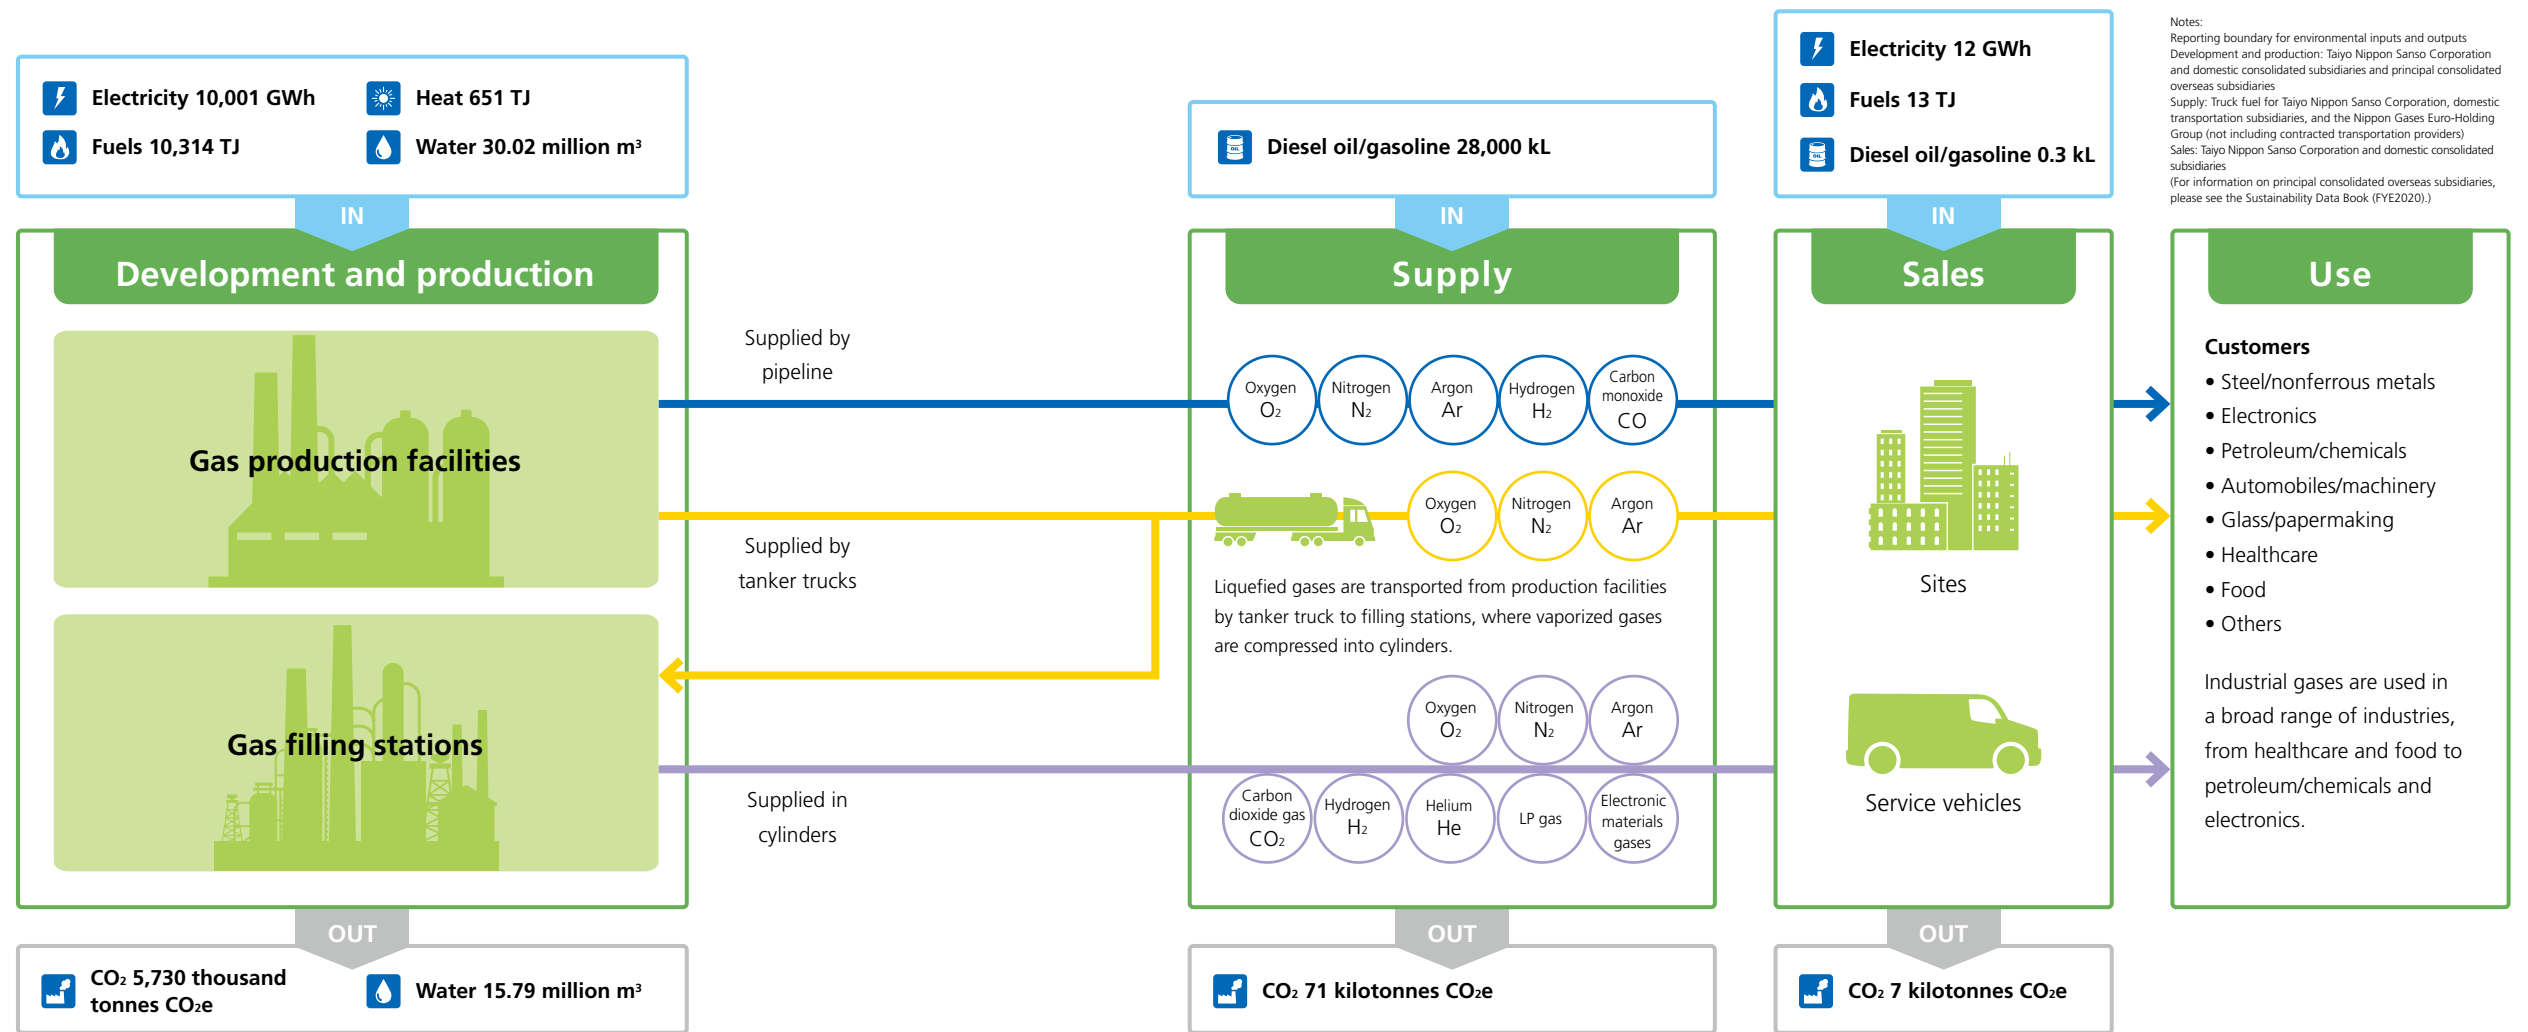 Electricity 10,001 GWh
Heat 651 TJ
Fuels 10,314 TJ
Water 30.02 million m³
IN
Development and production
Gas production facilities
Gas filling stations
OUT
CO₂ 5,730 thousand
tonnes CO₂e
Water 15.79 million m³
Supplied by
pipeline
Supplied by
tanker trucks
Supplied in
cylinders
Diesel oil/gasoline 28,000 kL
IN
Supply
Oxygen
O₂
Nitrogen
N₂
Argon
Ar
Hydrogen
H₂
Carbon
monoxide
CO
Oxygen
O₂
Nitrogen
N₂
Argon
Ar
Liquefied gases are transported from production facilities
by tanker truck to filling stations, where vaporized gases
are compressed into cylinders.
Oxygen
O₂
Nitrogen
N₂
Argon
Ar
Carbon
dioxide gas
CO₂
Hydrogen
H₂
Helium
He
LP gas
Electronic
materials
gases
OUT
CO₂ 71 kilotonnes CO₂e
Electricity 12 GWh
Fuels 13 TJ
OIL
Diesel oil/gasoline 0.3 kL
IN
Sales
Sites
Service vehicles
OUT
CO₂ 7 kilotonnes CO₂e
Notes:
Reporting boundary for environmental inputs and outputs
Development and production: Taiyo Nippon Sanso Corporation
and domestic consolidated subsidiaries and principal consolidated
overseas subsidiaries
Supply: Truck fuel for Taiyo Nippon Sanso Corporation, domestic
transportation subsidiaries, and the Nippon Gases Euro-Holding
Group (not including contracted transportation providers)
Sales: Taiyo Nippon Sanso Corporation and domestic consolidated
subsidiaries
(For information on principal consolidated overseas subsidiaries,
please see the Sustainability Data Book (FYE2020).)
Use
Customers
• Steel/nonferrous metals
• Electronics
• Petroleum/chemicals
• Automobiles/machinery
• Glass/papermaking
• Healthcare
• Food
• Others
Industrial gases are used in
a broad range of industries,
from healthcare and food to
petroleum/chemicals and
electronics.